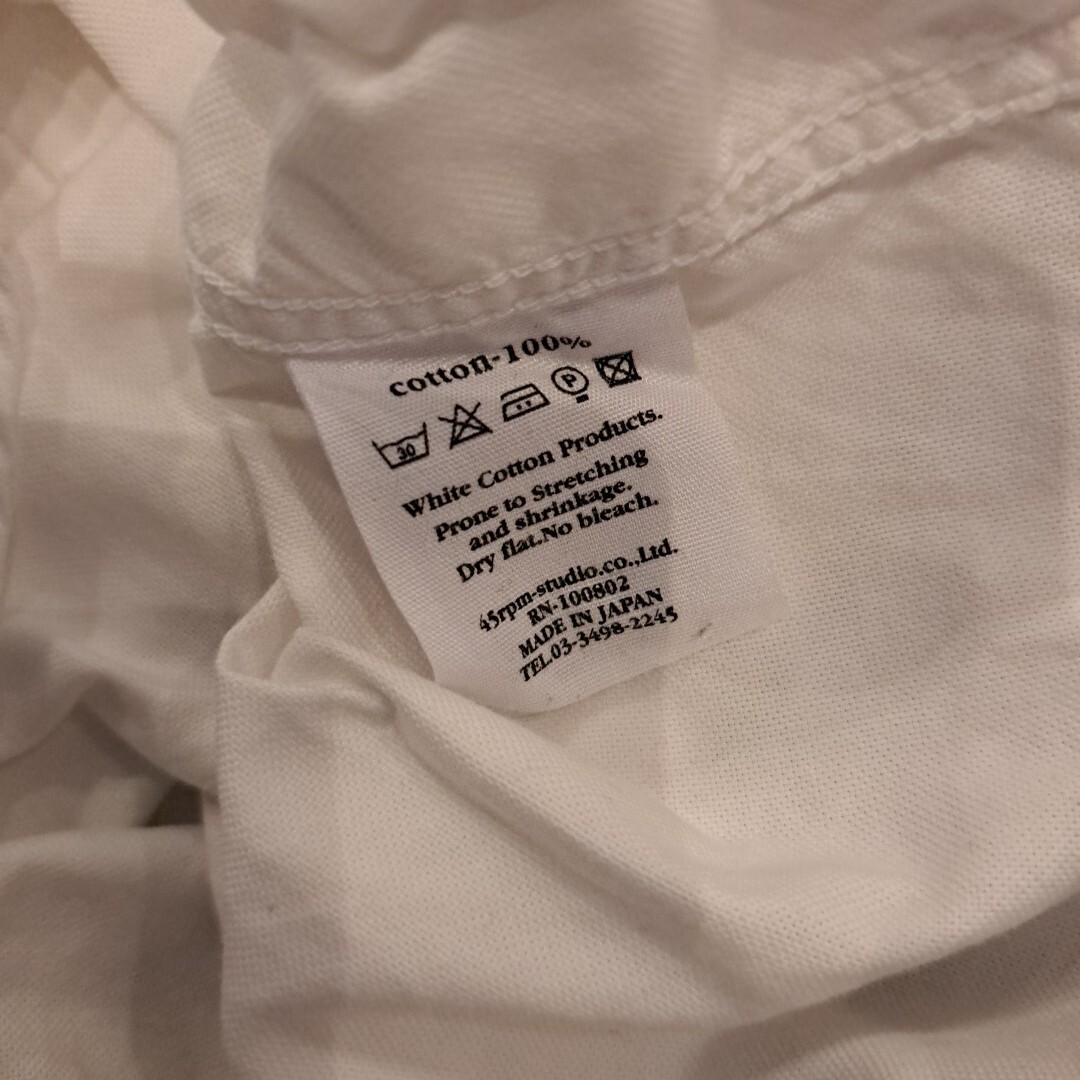 cotton-100%
30 P
White Cotton Products.
Prone to Stretching
and shrinkage.
Dry flat.No bleach.
45rpm-studio.co.,Ltd.
RN-100802
MADE IN JAPAN
TEL.03-3498-2245